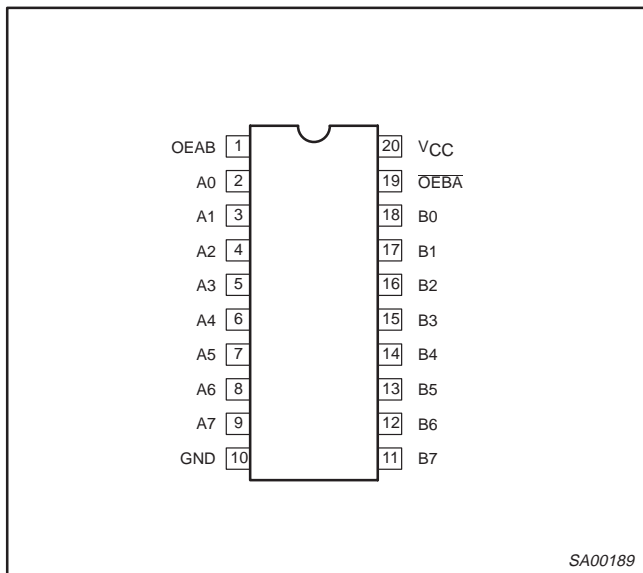 OEAB 1 20 VCC
A0 2 19 OEBA
A1 3 18 B0
A2 4 17 B1
A3 5 16 B2
A4 6 15 B3
A5 7 14 B4
A6 8 13 B5
A7 9 12 B6
GND 10 11 B7
SA00189